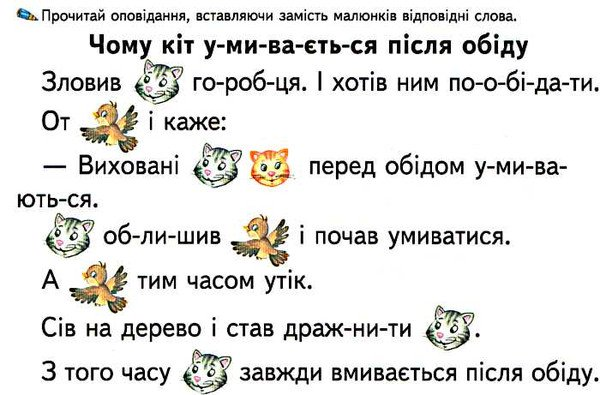 Прочитай оповідання, вставляючи замість малюнків відповідні слова.
Чому кіт у-ми-ва-єть-ся після обіду
Зловив го-роб-ця. І хотів ним по-о-бі-да-ти.
От і каже:
— Виховані перед обідом у-ми-ва-
ють-ся.
об-ли-шив і почав умиватися.
А тим часом утік.
Сів на дерево і став драж-ни-ти .
З того часу завжди вмивається після обіду.